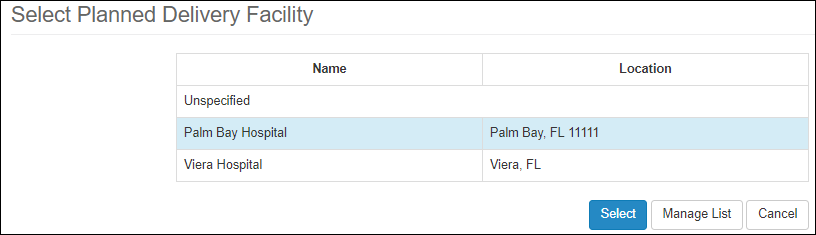 Select Planned Delivery Facility
Name Location
Unspecified
Palm Bay Hospital Palm Bay, FL 11111
Viera Hospital Viera, FL
Select Manage List Cancel